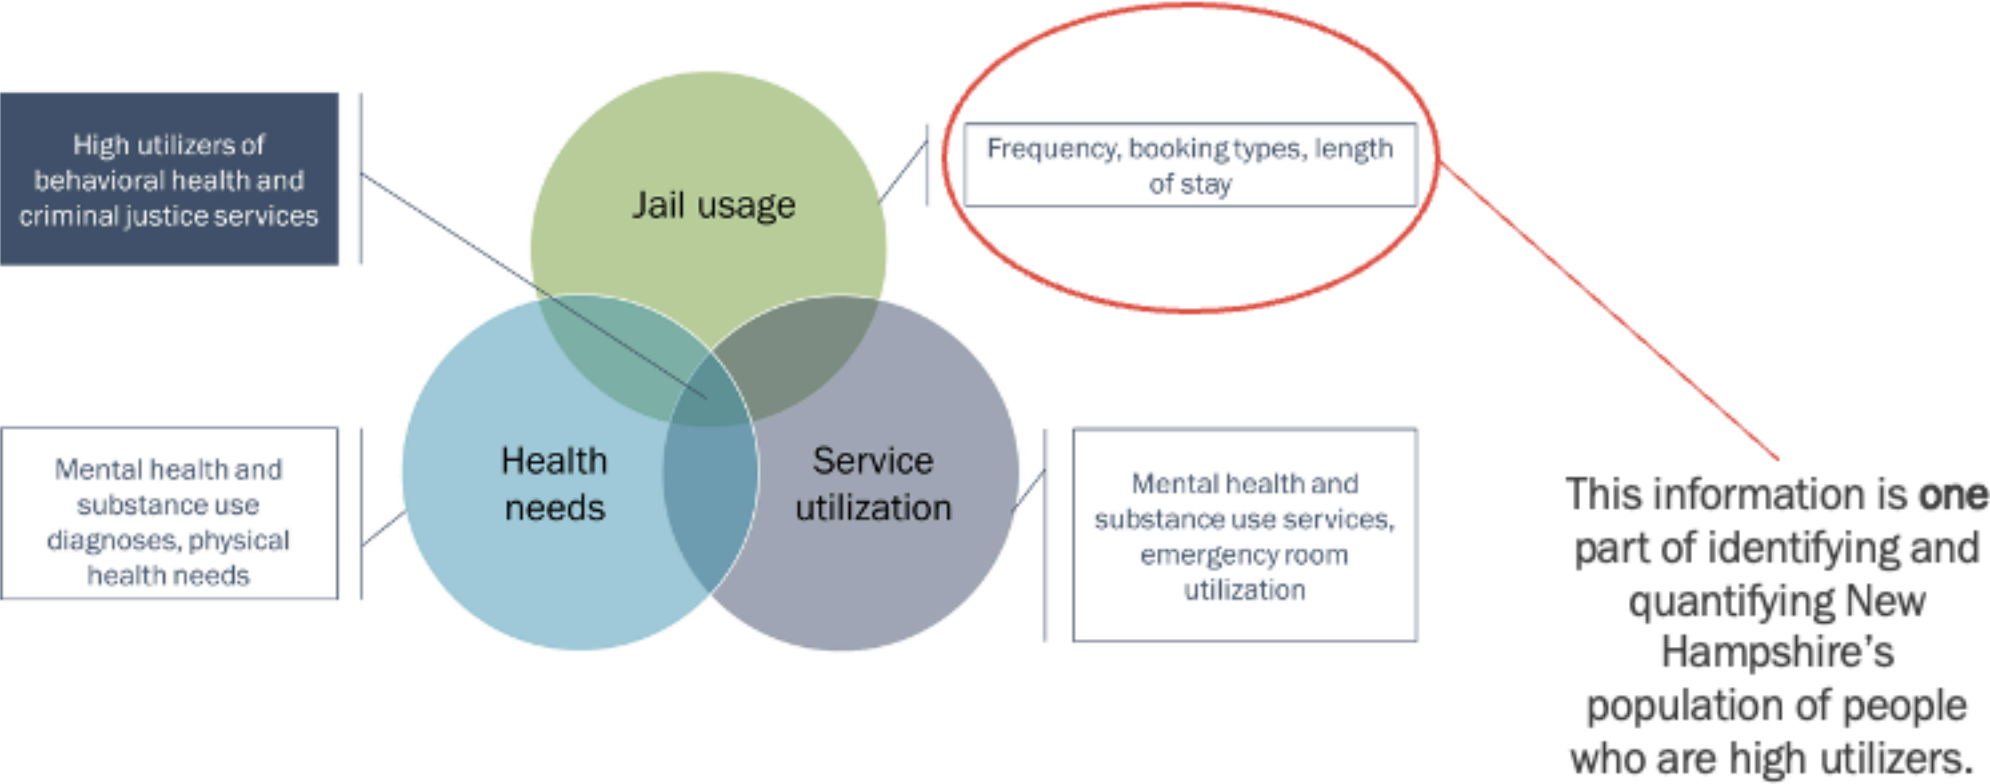 High utilizers of
behavioral health and
criminal justice services
Jail usage
Frequency, booking types, length
of stay
Mental health and
substance use
diagnoses, physical
health needs
Health
needs
Service
utilization
Mental health and
substance use services,
emergency room
utilization
This information is one
part of identifying and
quantifying New
Hampshire's
population of people
who are high utilizers.